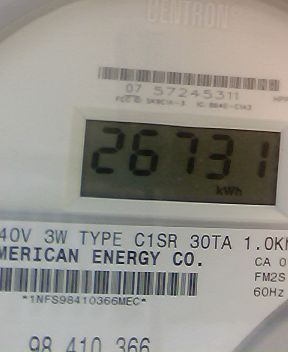 CENTRON
07 57245311
26731
kWh
40V 3W TYPE C1SR 30TA 1.0K
MERICAN ENERGY CO.
CA 0
FM2S
60Hz
*1NFS98410366MEC*
98 410 366